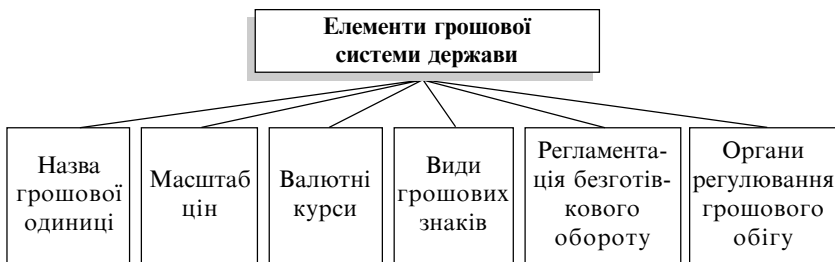 Елементи грошової
системи держави
Назва
грошової
одиниці
Масштаб
цін
Валютні
курси
Види
грошових
знаків
Регламента-
ція безготів-
кового
обороту
Органи
регулювання
грошового
обігу